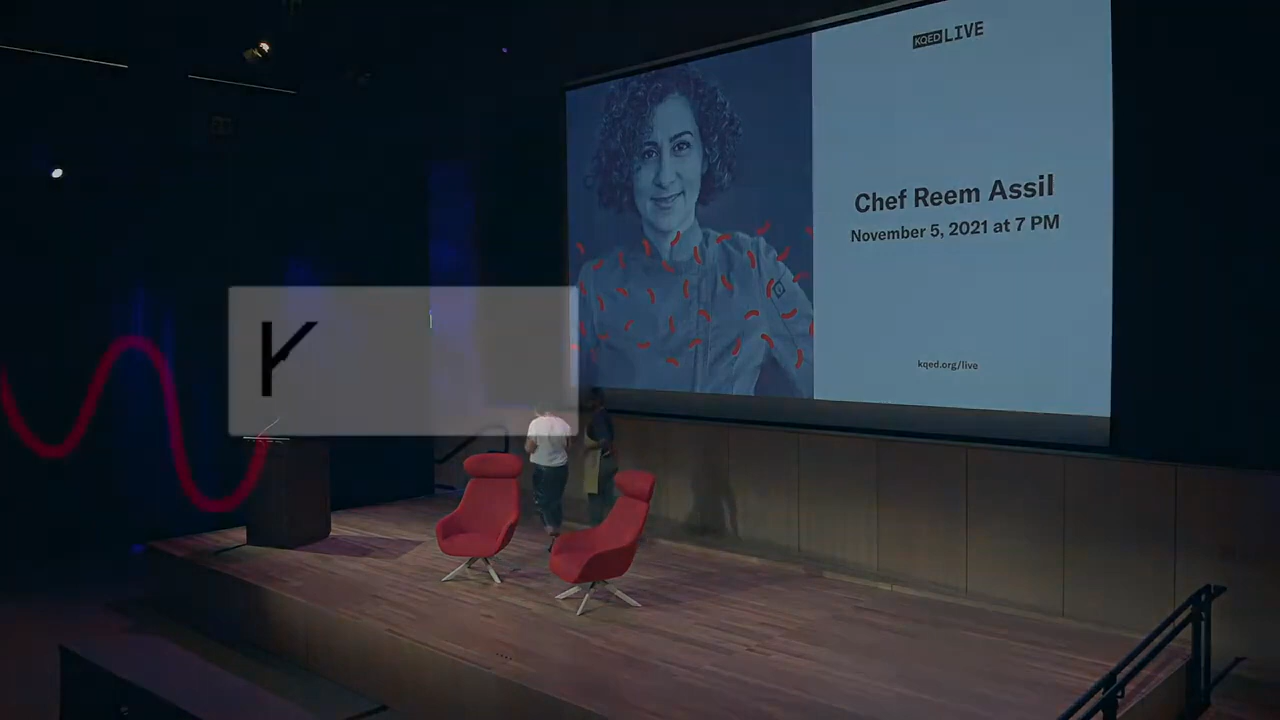 KQED LIVE
Chef Reem Assil
November 5, 2021 at 7 PM
kqed.org/live
K